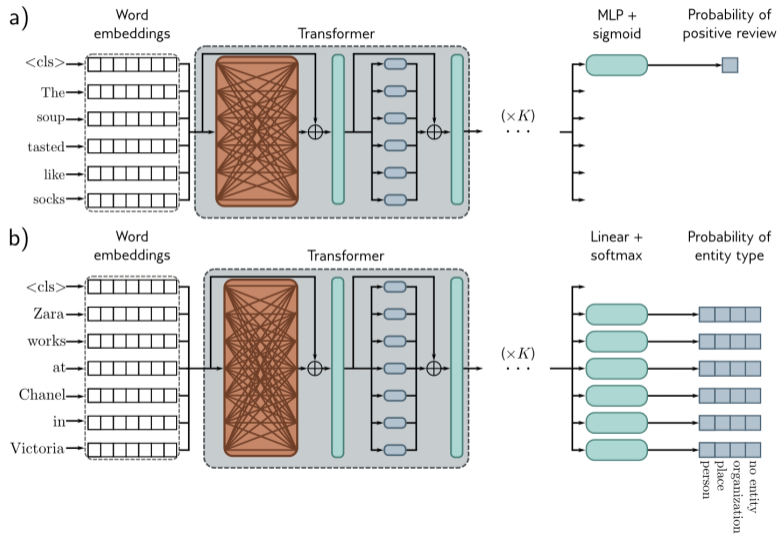 a)
Word
embeddings
Transformer
MLP +
sigmoid
Probability of
positive review
<cls>
The
soup
tasted
like
socks
(×K)
· · ·
b)
Word
embeddings
Transformer
Linear +
softmax
Probability of
entity type
<cls>
Zara
works
at
Chanel
in
Victoria
(×K)
· · ·
person
place
organization
no entity